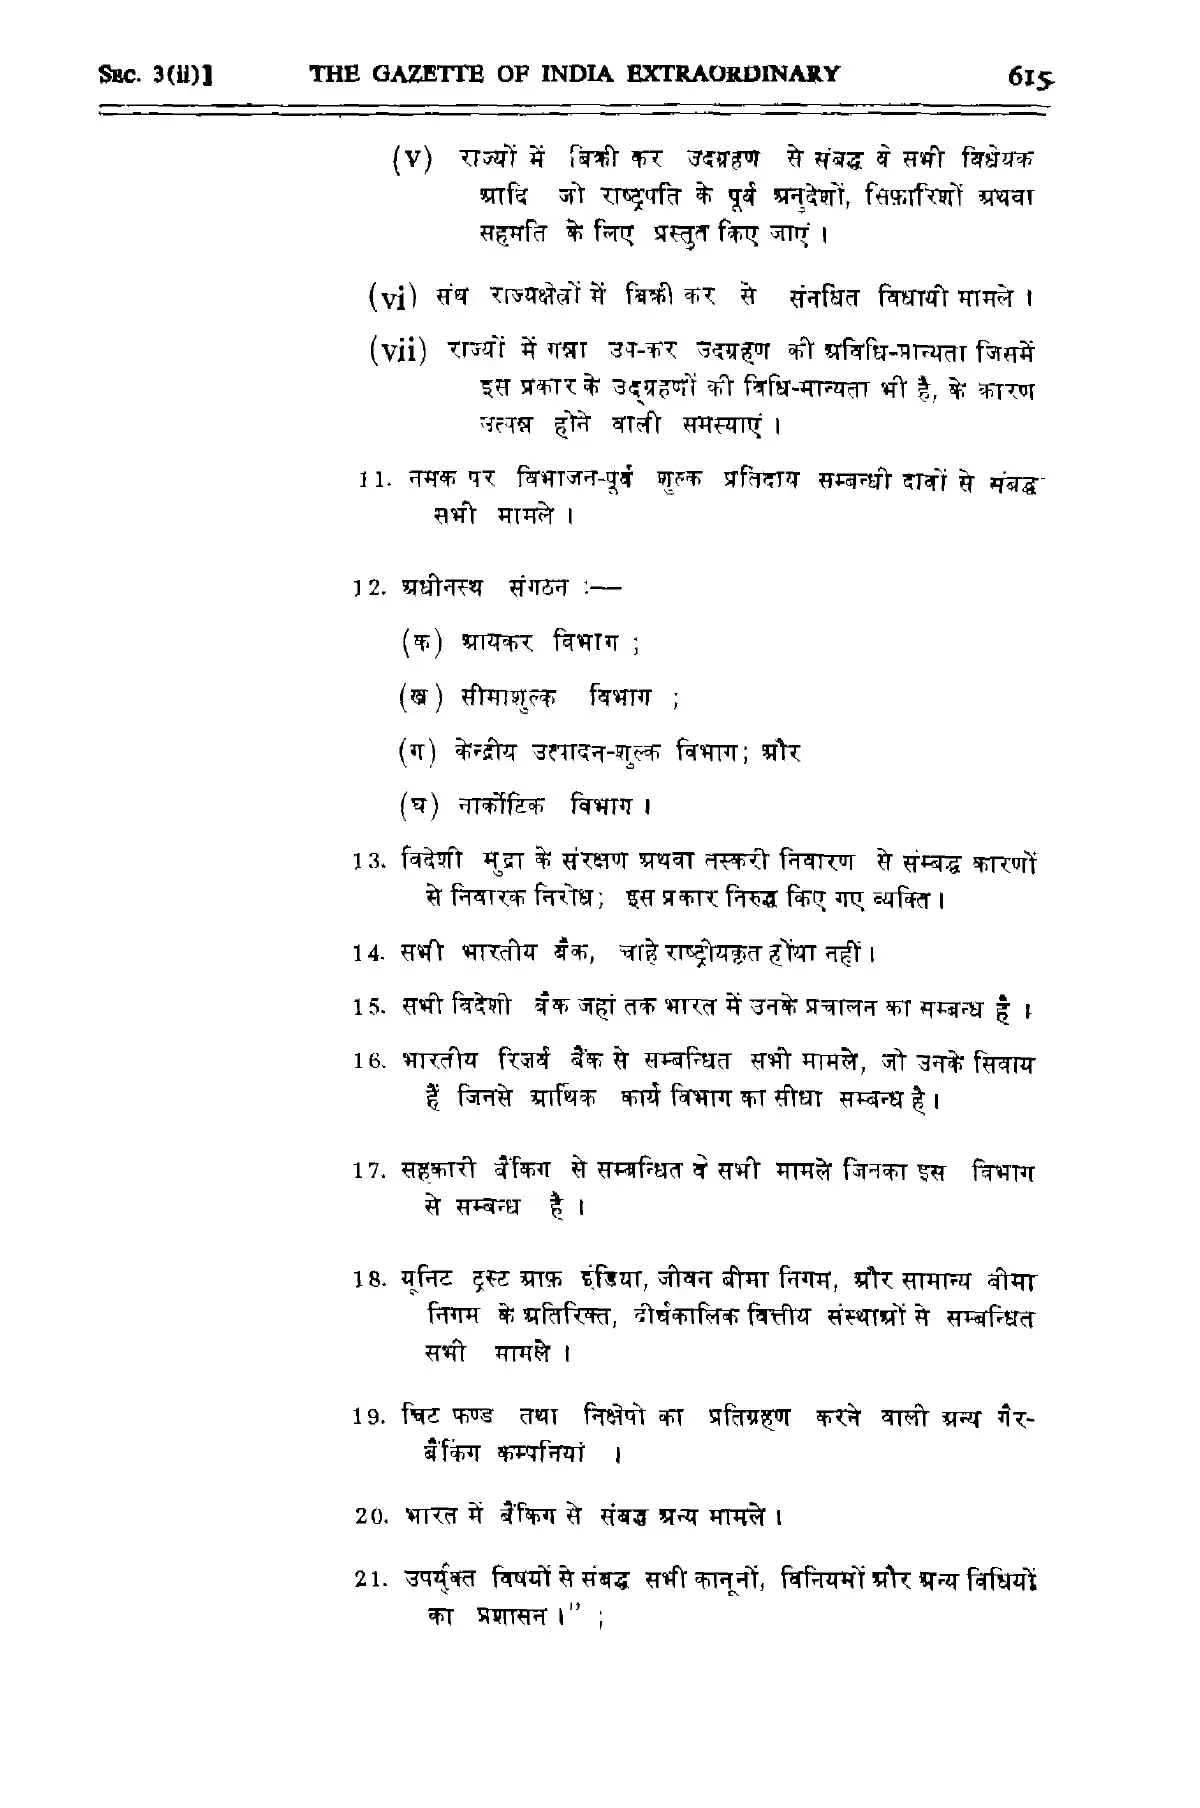 SEC. 3(ii)] THE GAZETTE OF INDIA EXTRAORDINARY 615
(v) राज्यों में बिक्री कर उदग्रहण से संबद्ध वे सभी विधेयक
आदि जो राष्ट्रपति के पूर्व अनुदेशों, सिफ़ारिशों अथवा
सहमति के लिए प्रस्तुत किए जाएं ।
(vi) संघ राज्यक्षेत्रों में बिक्री कर से संबधित विधायी मामले ।
(vii) राज्यों में गन्ना उप-कर उदग्रहण की अविधि-मान्यता जिसमें
इस प्रकार के उद्ग्रहणों की विधि-मान्यता भी है, के कारण
उत्पन्न होने वाली समस्याएं ।
11. नमक पर विभाजन-पूर्व शुल्क प्रतिदाय सम्बन्धी दावों से संबद्ध
सभी मामले ।
12. अधीनस्थ संगठन :—
(क) आयकर विभाग ;
(ख) सीमाशुल्क विभाग ;
(ग) केन्द्रीय उत्पादन-शुल्क विभाग; और
(घ) नार्कोटिक विभाग ।
13. विदेशी मुद्रा के संरक्षण अथवा तस्करी निवारण से संम्बद्ध कारणों
से निवारक निरोध; इस प्रकार निरुद्ध किए गए व्यक्ति ।
14. सभी भारतीय बैंक, चाहे राष्ट्रीयकृत हों या नहीं ।
15. सभी विदेशी बैंक जहां तक भारत में उनके प्रचालन का सम्बन्ध है ।
16. भारतीय रिज़र्व बैंक से सम्बन्धित सभी मामले, जो उनके सिवाय
हैं जिनसे आर्थिक कार्य विभाग का सीधा सम्बन्ध है ।
17. सहकारी बैंकिंग से सम्बन्धित वे सभी मामले जिनका इस विभाग
से सम्बन्ध है ।
18. यूनिट ट्रस्ट आफ़ इंडिया, जीवन बीमा निगम, और सामान्य बीमा
निगम के अतिरिक्त, दीर्घकालिक वित्तीय संस्थाओं से सम्बन्धित
सभी मामले ।
19. चिट फण्ड तथा निक्षेपों का प्रतिग्रहण करने वाली अन्य गैर-
बैंकिंग कम्पनियां ।
20. भारत में बैंकिंग से संबद्ध अन्य मामले ।
21. उपर्युक्त विषयों से संबद्ध सभी कानूनों, विनियमों और अन्य विधियों
का प्रशासन ।" ;